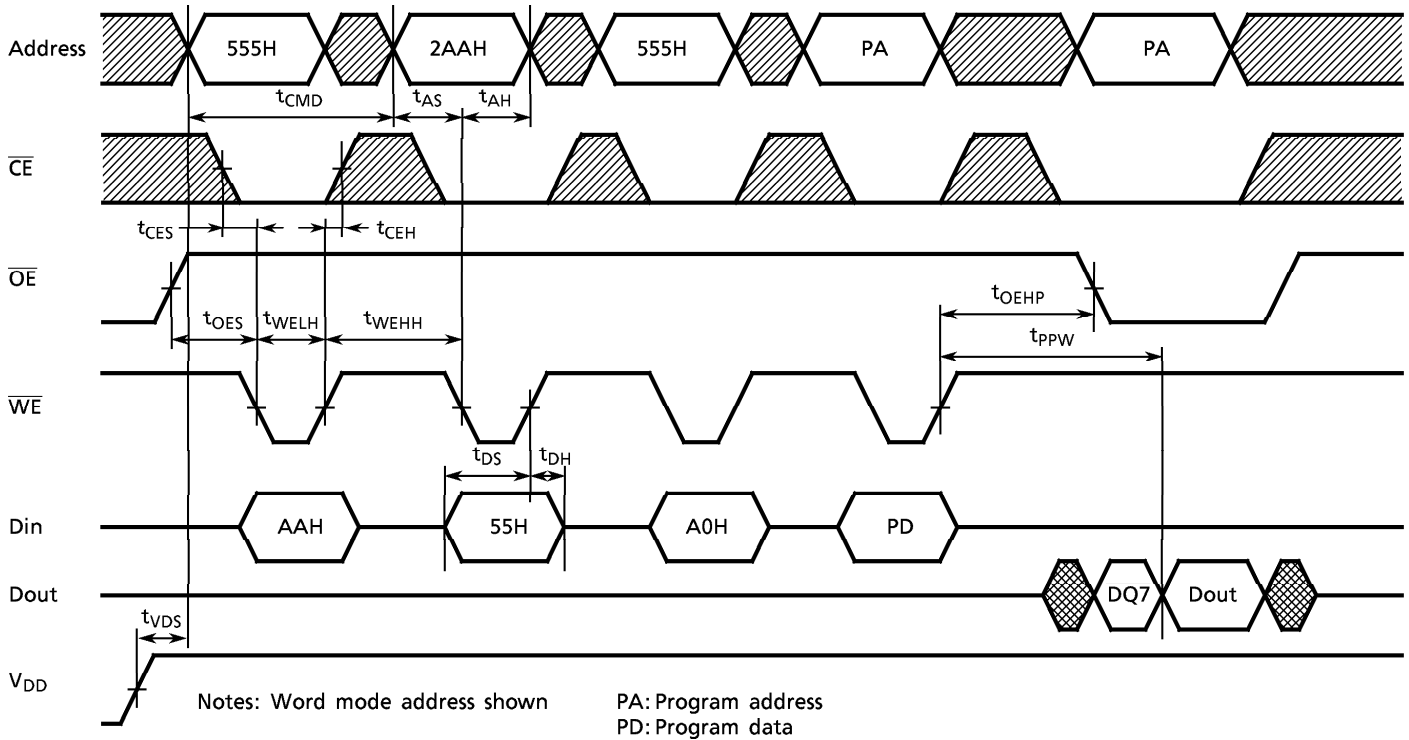 Address 555H 2AAH 555H PA PA
tCMD tAS tAH
CE
tCES tCEH
OE
tOES tWELH tWEHH tOEHP
tPPW
WE
tDS tDH
Din AAH 55H A0H PD
Dout DQ7 Dout
tVDS
VDD
Notes: Word mode address shown PA: Program address
PD: Program data